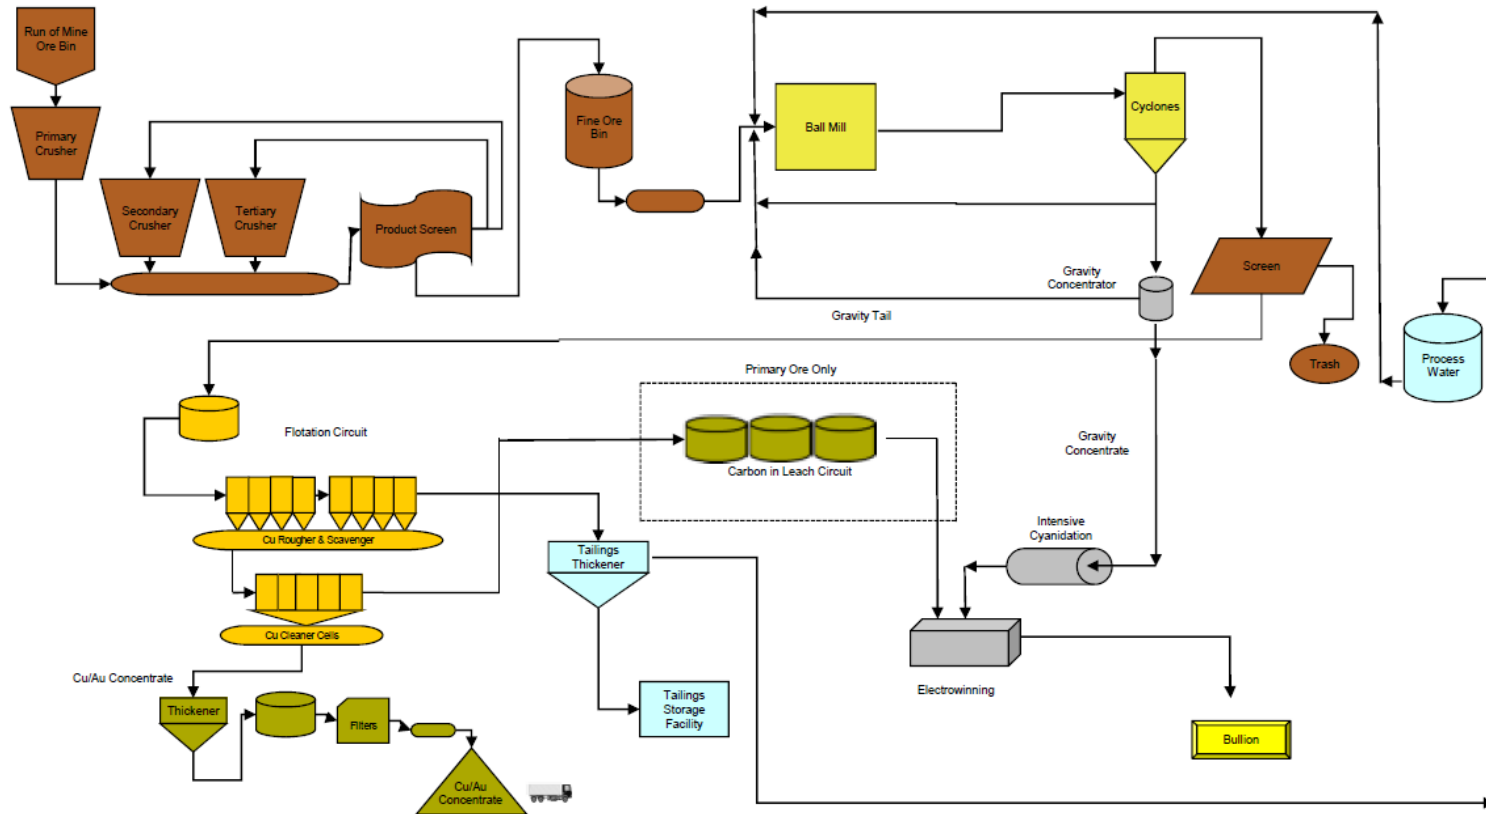 Run of Mine
Ore Bin
Primary
Crusher
Secondary
Crusher
Tertiary
Crusher
Product Screen
Fine Ore
Bin
Ball Mill
Cyclones
Screen
Gravity
Concentrator
Gravity Tail
Trash
Process
Water
Primary Ore Only
Flotation Circuit
Carbon in Leach Circuit
Gravity
Concentrate
Cu Rougher & Scavenger
Tailings
Thickener
Intensive
Cyanidation
Cu Cleaner Cells
Cu/Au Concentrate
Thickener
Filters
Cu/Au
Concentrate
Tailings
Storage
Facility
Electrowinning
Bullion